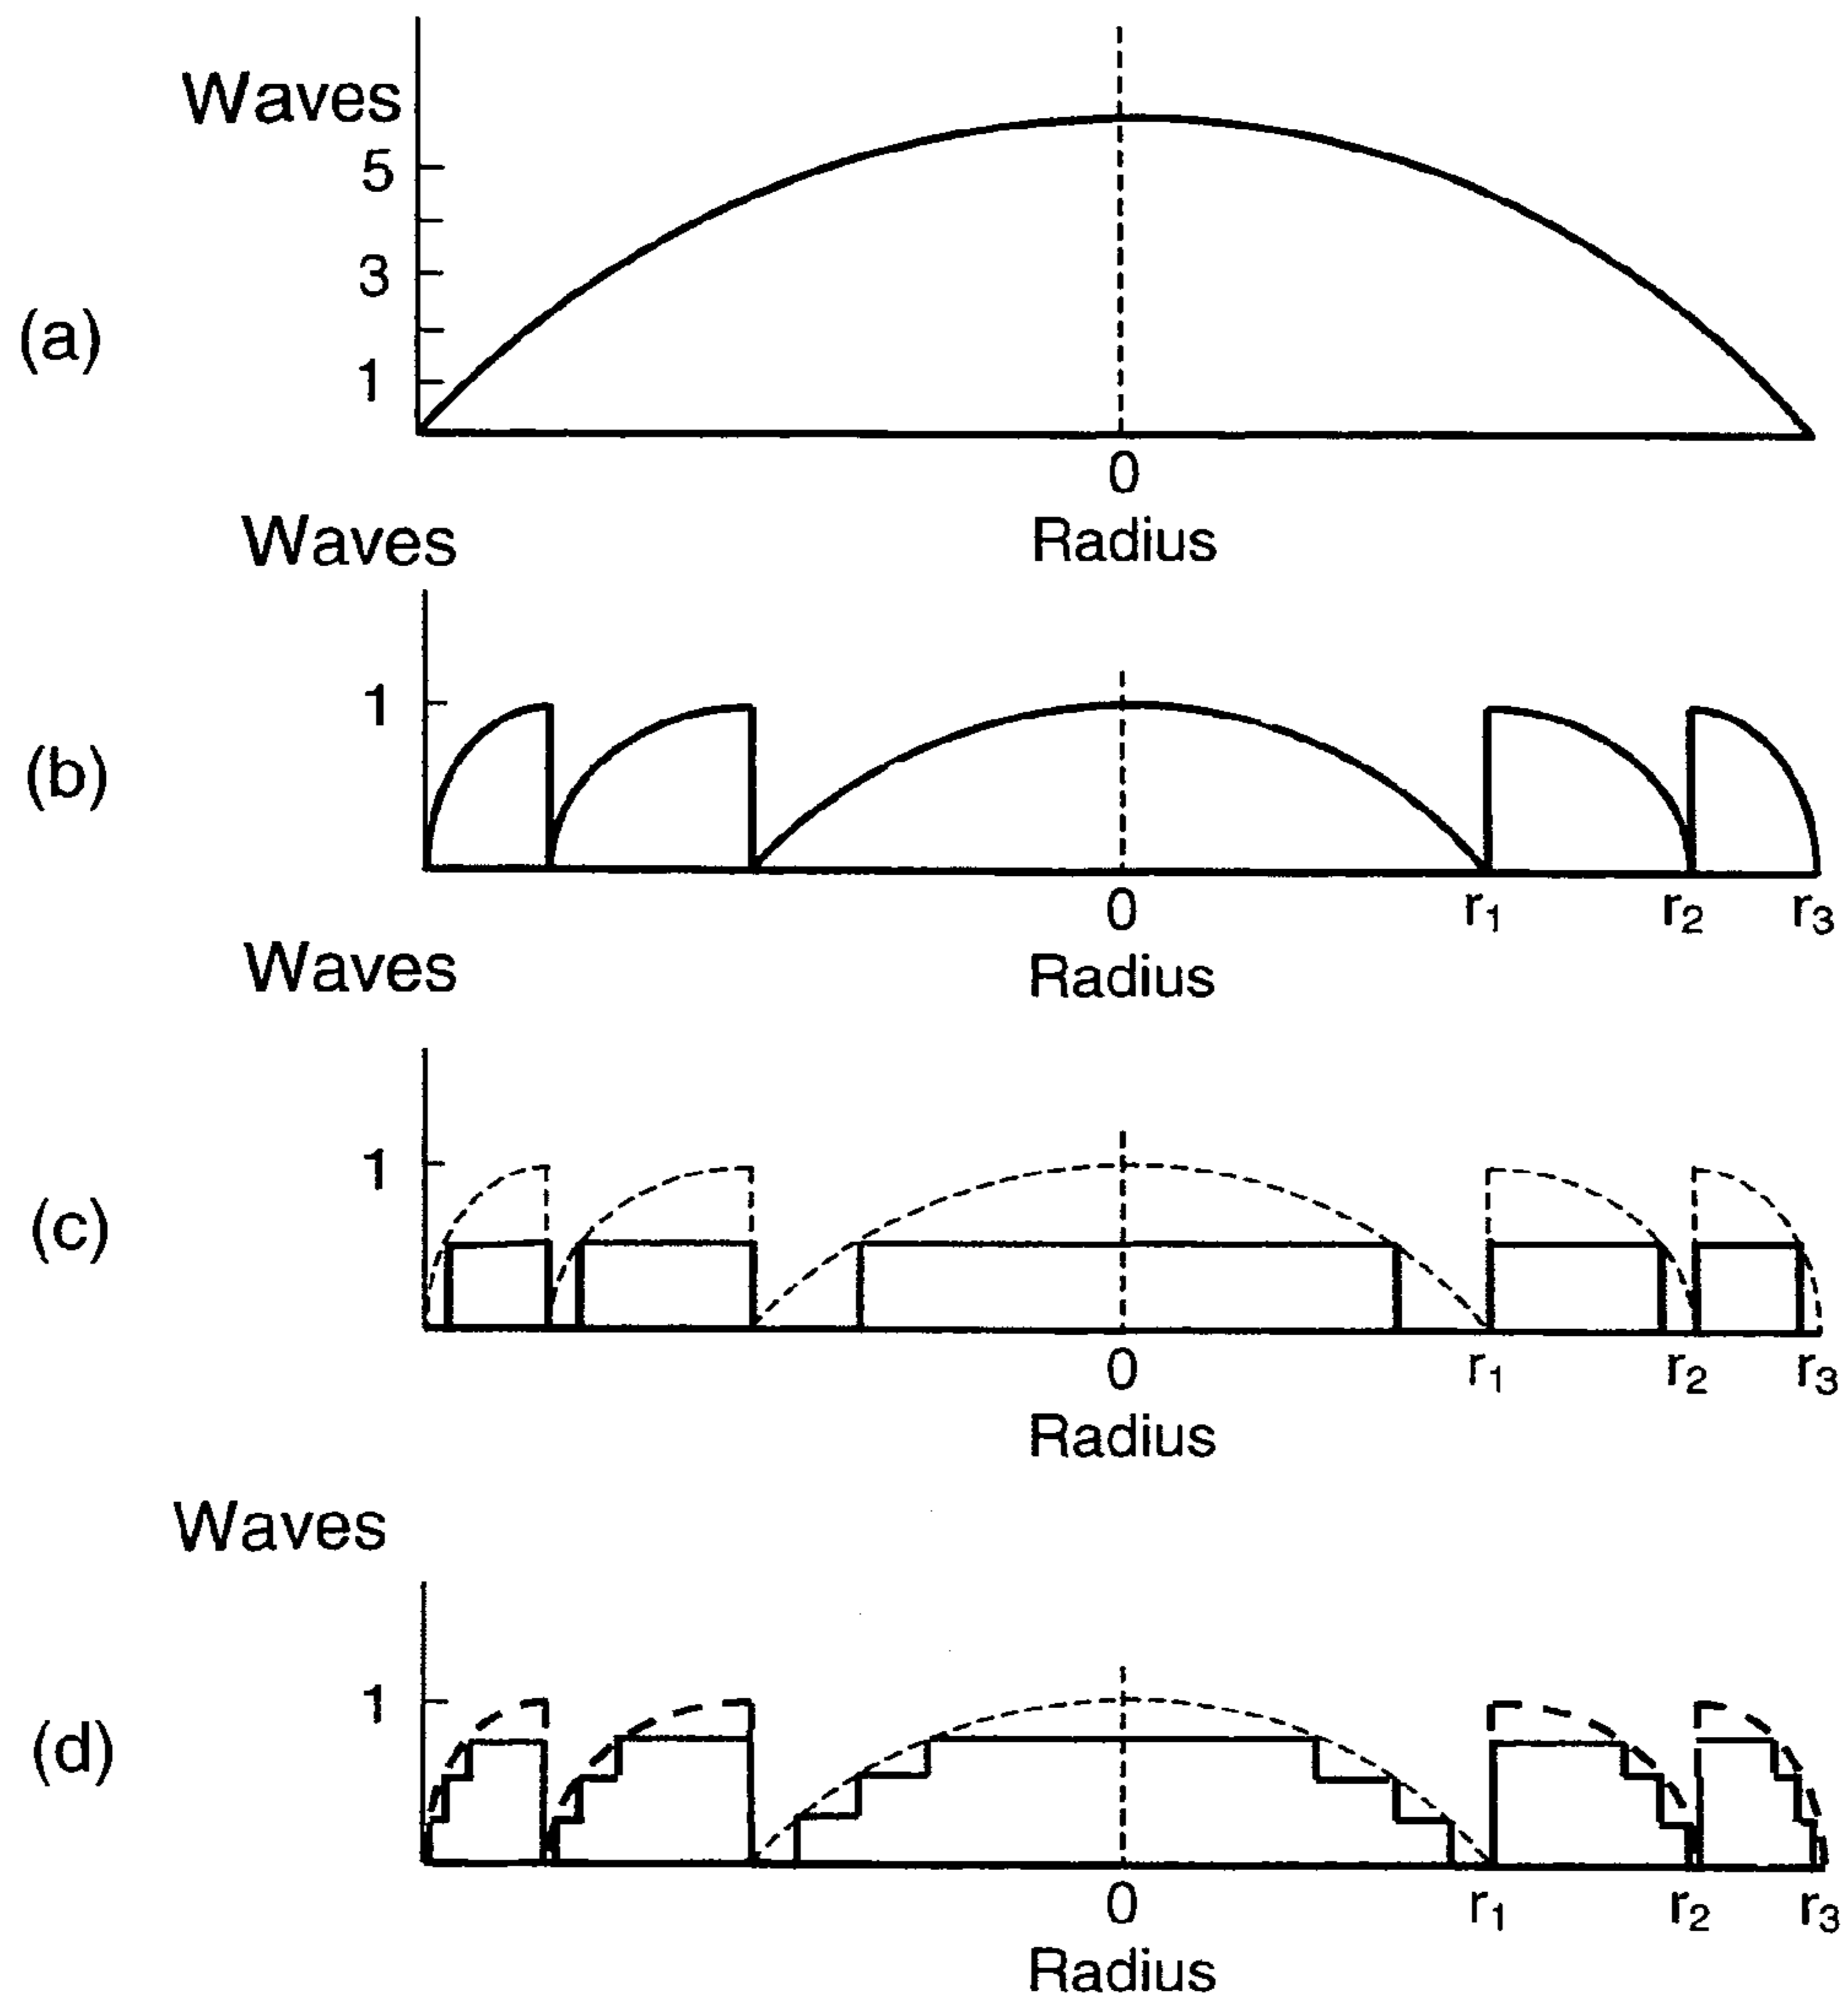 Waves
5
3
(a)
1
0
Radius
Waves
1
(b)
0 r₁ r₂ r₃
Radius
Waves
1
(c)
0 r₁ r₂ r₃
Radius
Waves
1
(d)
0 r₁ r₂ r₃
Radius